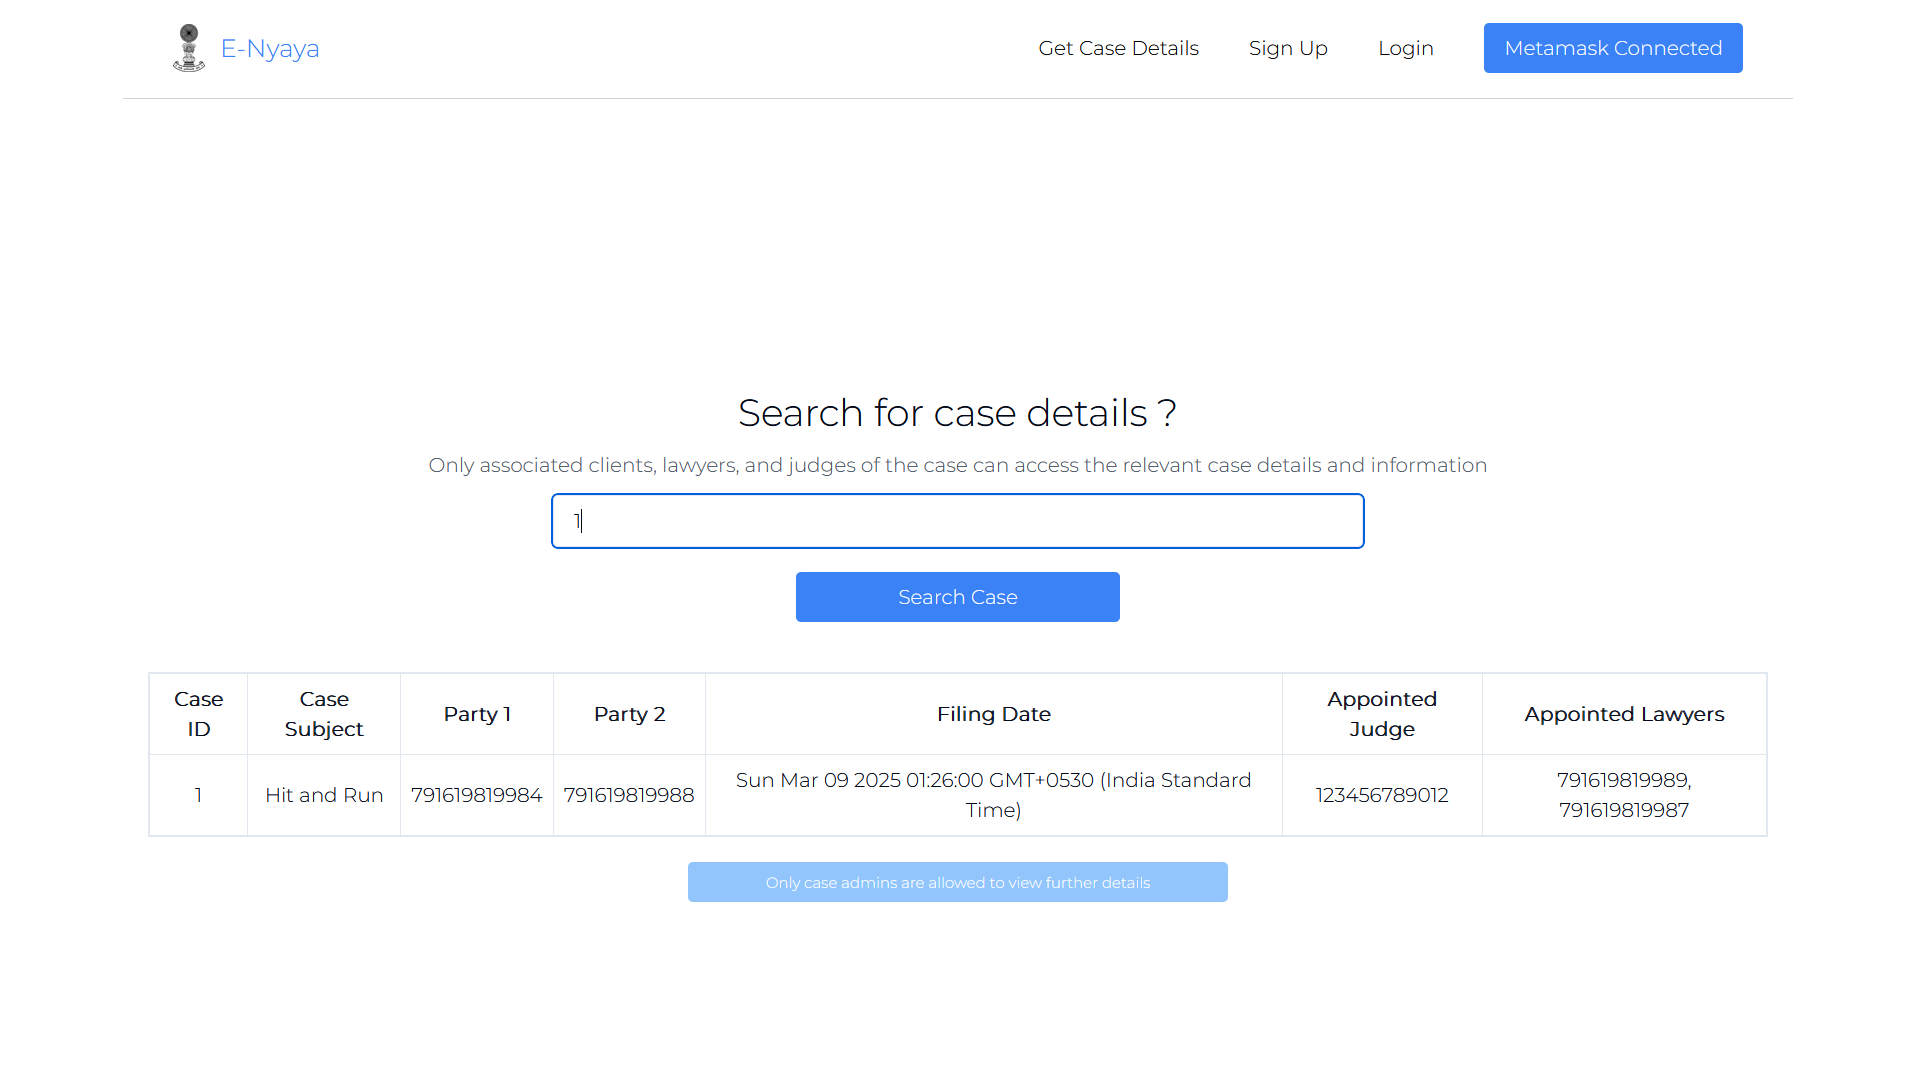 E-Nyaya
Get Case Details
Sign Up
Login
Metamask Connected
Search for case details ?
Only associated clients, lawyers, and judges of the case can access the relevant case details and information
1
Search Case
Case ID
Case Subject
Party 1
Party 2
Filing Date
Appointed Judge
Appointed Lawyers
1
Hit and Run
791619819984
791619819988
Sun Mar 09 2025 01:26:00 GMT+0530 (India Standard
Time)
123456789012
791619819989,
791619819987
Only case admins are allowed to view further details